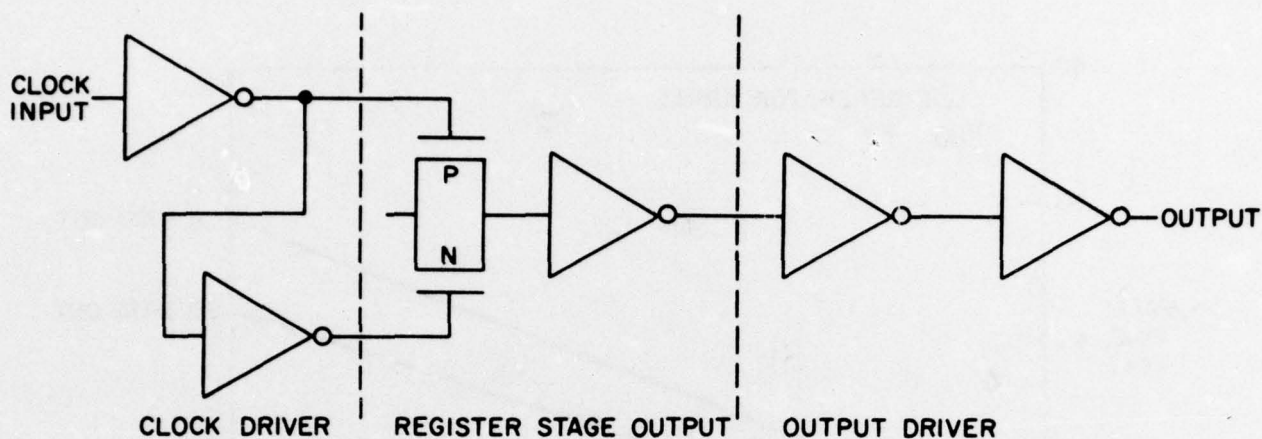 CLOCK
INPUT
P
N
OUTPUT
CLOCK DRIVER
REGISTER STAGE OUTPUT
OUTPUT DRIVER